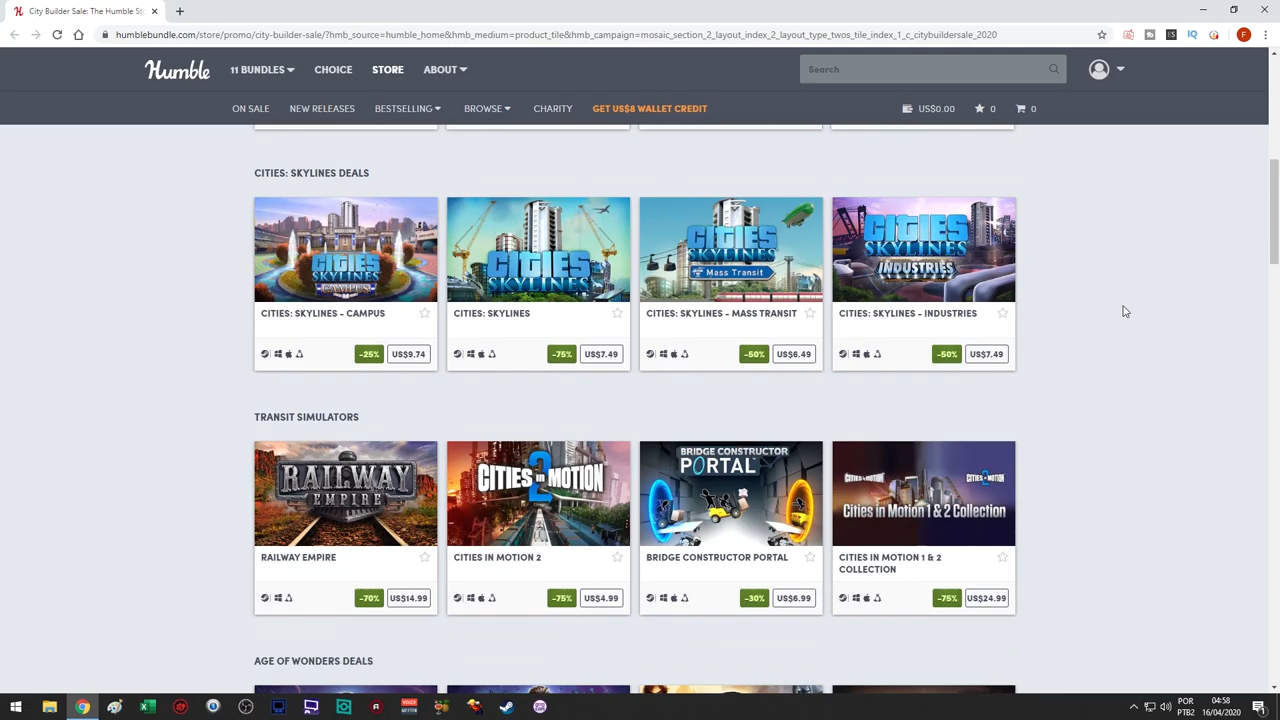 City Builder Sale: The Humble St
humblebundle.com/store/promo/city-builder-sale/?hmb_source=humble_home&hmb_medium=product_tile&hmb_campaign=mosaic_section_2_layout_index_2_layout_type_twos_tile_index_1_c_citybuildersale_2020
Humble
11 BUNDLES
CHOICE
STORE
ABOUT
Search
ON SALE
NEW RELEASES
BESTSELLING
BROWSE
CHARITY
GET US$8 WALLET CREDIT
US$0.00
0
0
CITIES: SKYLINES DEALS
CITIES SKYLINES CAMPUS
CITIES SKYLINES
CITIES SKYLINES Mass Transit
CITIES SKYLINES INDUSTRIES
CITIES: SKYLINES - CAMPUS
CITIES: SKYLINES
CITIES: SKYLINES - MASS TRANSIT
CITIES: SKYLINES - INDUSTRIES
-25% US$9.74
-75% US$7.49
-50% US$6.49
-50% US$7.49
TRANSIT SIMULATORS
RAILWAY EMPIRE
CITIES in MOTION 2
BRIDGE CONSTRUCTOR PORTAL
Cities in Motion 1 & 2 Collection
RAILWAY EMPIRE
CITIES IN MOTION 2
BRIDGE CONSTRUCTOR PORTAL
CITIES IN MOTION 1 & 2
COLLECTION
-70% US$14.99
-75% US$4.99
-30% US$6.99
-75% US$24.99
AGE OF WONDERS DEALS
POR
PTB2
04:58
16/04/2020